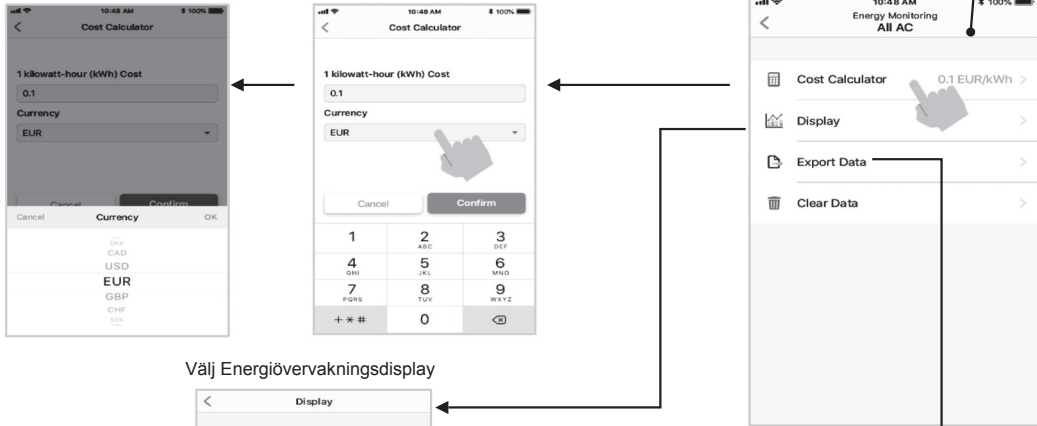 10:48 AM 100%
Cost Calculator
1 kilowatt-hour (kWh) Cost
0.1
Currency
EUR
Cancel Confirm
Cancel Currency OK
CAD
USD
EUR
GBP
CHF
SEK
10:48 AM 100%
Cost Calculator
1 kilowatt-hour (kWh) Cost
0.1
Currency
EUR
Cancel Confirm
1 2 3
ABC DEF
4 5 6
GHI JKL MNO
7 8 9
PQRS TUV WXYZ
+*# 0
10:48 AM 100%
Energy Monitoring
All AC
Cost Calculator 0.1 EUR/kWh >
Display >
Export Data >
Clear Data >
Välj Energiövervakningsdisplay
Display